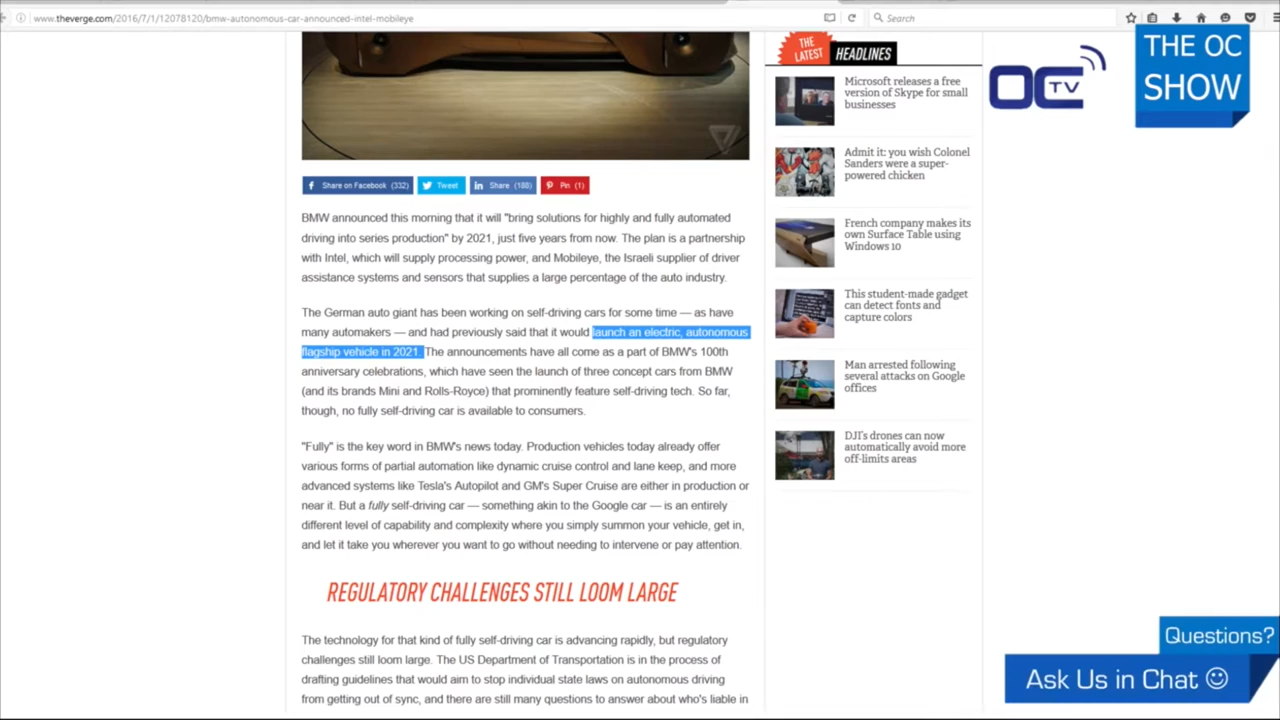 www.theverge.com/2016/7/1/12078120/bmw-autonomous-car-announced-intel-mobileye
Search
THE LATEST
HEADLINES
Microsoft releases a free
version of Skype for small
businesses
Admit it: you wish Colonel
Sanders were a super-
powered chicken
French company makes its
own Surface Table using
Windows 10
This student-made gadget
can detect fonts and
capture colors
Man arrested following
several attacks on Google
offices
DJI's drones can now
automatically avoid more
off-limits areas
OC TV
THE OC
SHOW
Share on Facebook (332)
Tweet
Share (188)
Pin (1)
BMW announced this morning that it will "bring solutions for highly and fully automated
driving into series production" by 2021, just five years from now. The plan is a partnership
with Intel, which will supply processing power, and Mobileye, the Israeli supplier of driver
assistance systems and sensors that supplies a large percentage of the auto industry.
The German auto giant has been working on self-driving cars for some time — as have
many automakers — and had previously said that it would launch an electric, autonomous
flagship vehicle in 2021. The announcements have all come as a part of BMW's 100th
anniversary celebrations, which have seen the launch of three concept cars from BMW
(and its brands Mini and Rolls-Royce) that prominently feature self-driving tech. So far,
though, no fully self-driving car is available to consumers.
"Fully" is the key word in BMW's news today. Production vehicles today already offer
various forms of partial automation like dynamic cruise control and lane keep, and more
advanced systems like Tesla's Autopilot and GM's Super Cruise are either in production or
near it. But a fully self-driving car — something akin to the Google car — is an entirely
different level of capability and complexity where you simply summon your vehicle, get in,
and let it take you wherever you want to go without needing to intervene or pay attention.
REGULATORY CHALLENGES STILL LOOM LARGE
The technology for that kind of fully self-driving car is advancing rapidly, but regulatory
challenges still loom large. The US Department of Transportation is in the process of
drafting guidelines that would aim to stop individual state laws on autonomous driving
from getting out of sync, and there are still many questions to answer about who's liable in
Questions?
Ask Us in Chat ☺